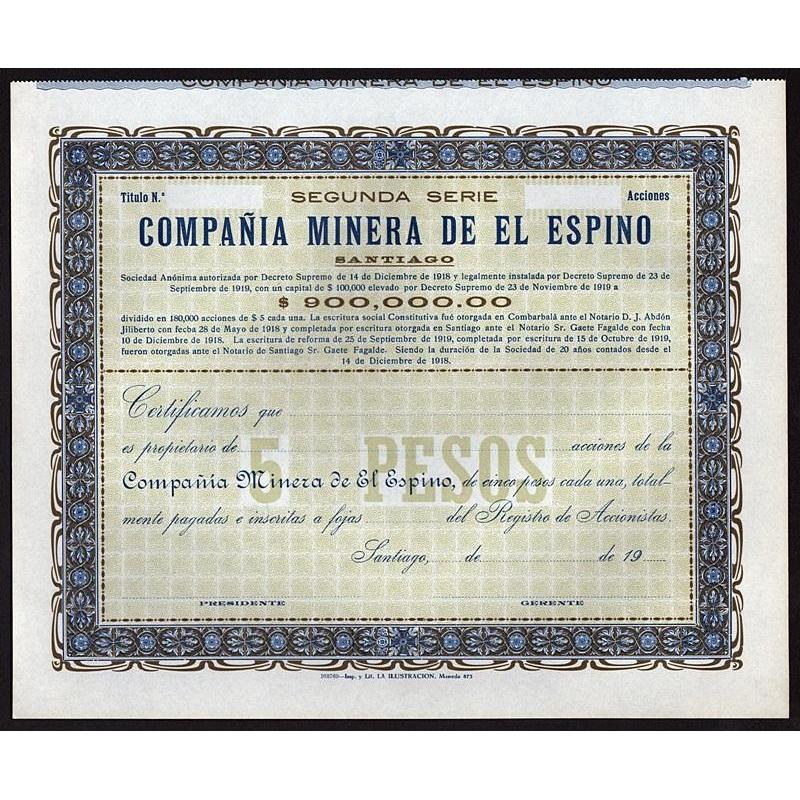 COMPAÑIA MINERA DE EL ESPINO
Titulo N.º SEGUNDA SERIE Acciones
COMPAÑIA MINERA DE EL ESPINO
SANTIAGO
Sociedad Anónima autorizada por Decreto Supremo de 14 de Diciembre de 1918 y legalmente instalada por Decreto Supremo de 23 de
Septiembre de 1919, con un capital de $ 100,000 elevado por Decreto Supremo de 23 de Noviembre de 1919 a
$ 900,000.00
dividido en 180,000 acciones de $ 5 cada una. La escritura social Constitutiva fué otorgada en Combarbalá ante el Notario D. J. Abdón
Jiliberto con fecha 28 de Mayo de 1918 y completada por escritura otorgada en Santiago ante el Notario Sr. Gaete Fagalde con fecha
10 de Diciembre de 1918. La escritura de reforma de 25 de Septiembre de 1919, completada por escritura de 15 de Octubre de 1919,
fueron otorgadas ante el Notario de Santiago Sr. Gaete Fagalde. Siendo la duración de la Sociedad de 20 años contados desde el
14 de Diciembre de 1918.
Certificamos que
es propietario de acciones de la
5 PESOS
Compañía Minera de El Espino, de cinco pesos cada una, total-
mente pagadas e inscritas a fojas del Registro de Accionistas.
Santiago, de de 19
PRESIDENTE GERENTE
Imp. y Lit. LA ILUSTRACION, Moneda 873